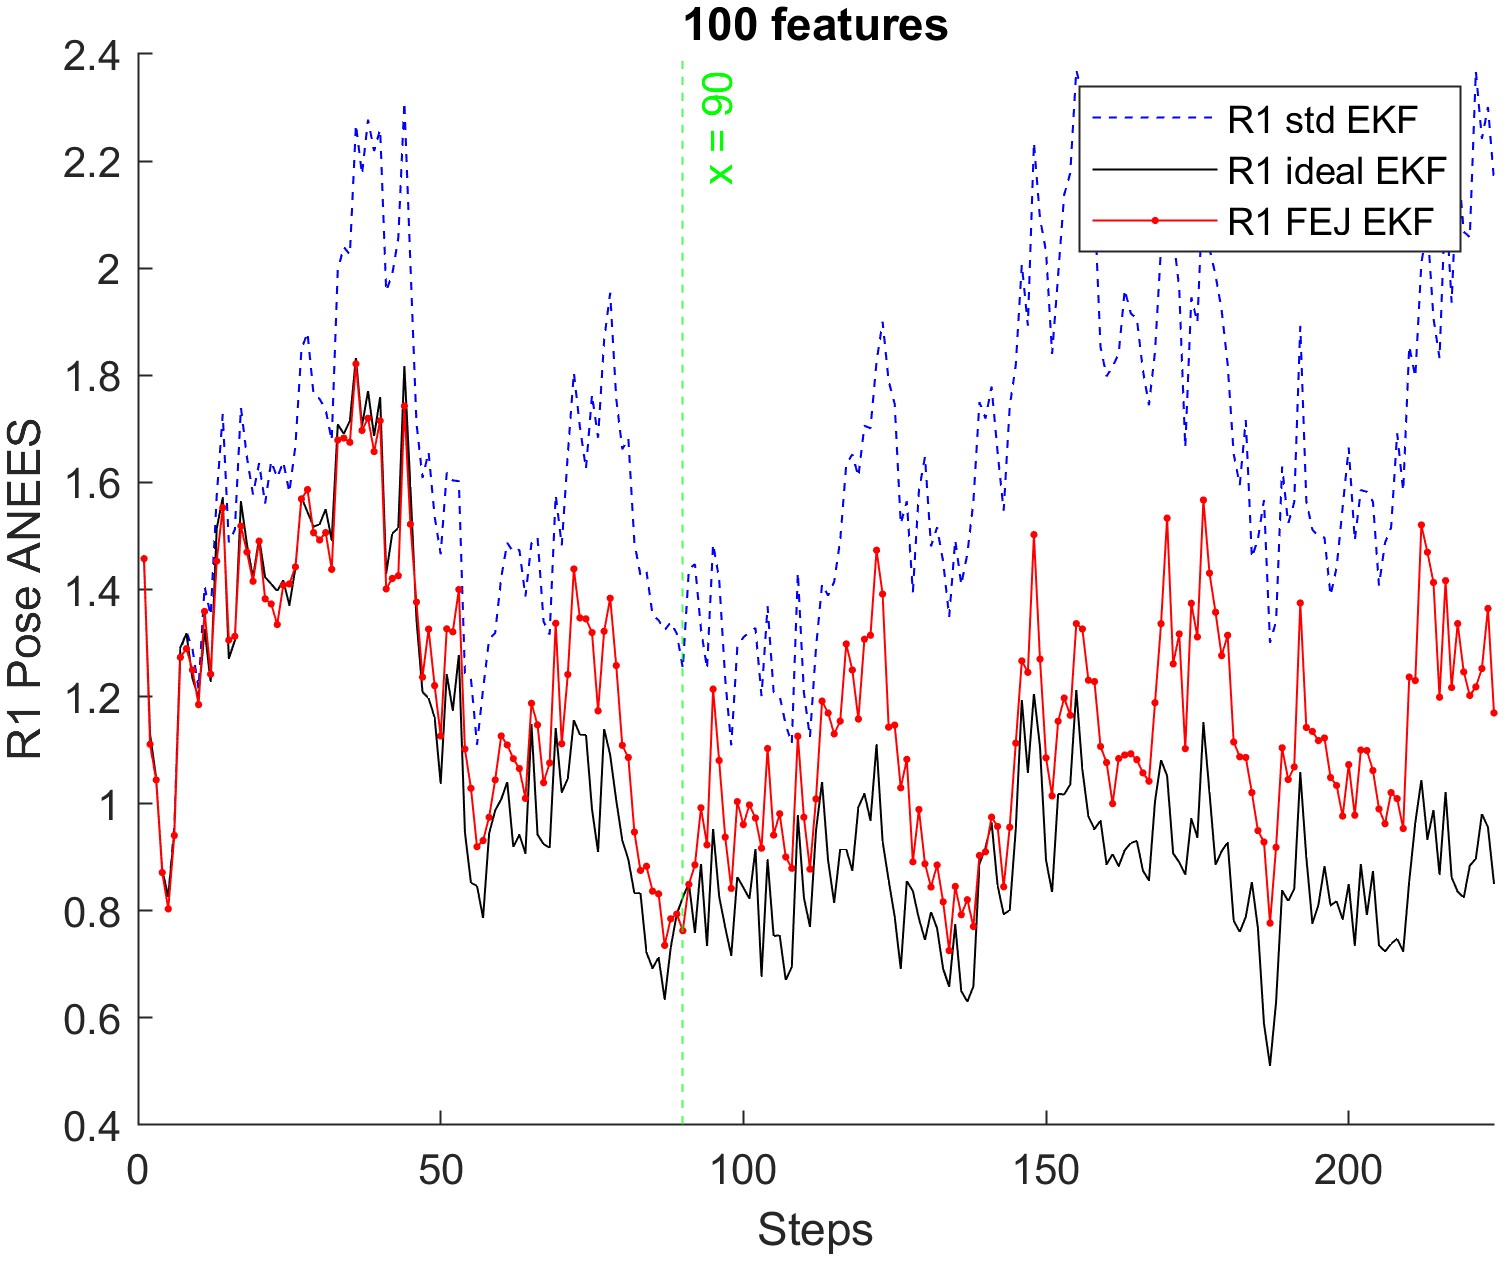 100 features
2.4
2.2
2
1.8
1.6
1.4
1.2
1
0.8
0.6
0.4
R1 Pose ANEES
x = 90
R1 std EKF
R1 ideal EKF
R1 FEJ EKF
0
50
100
150
200
Steps